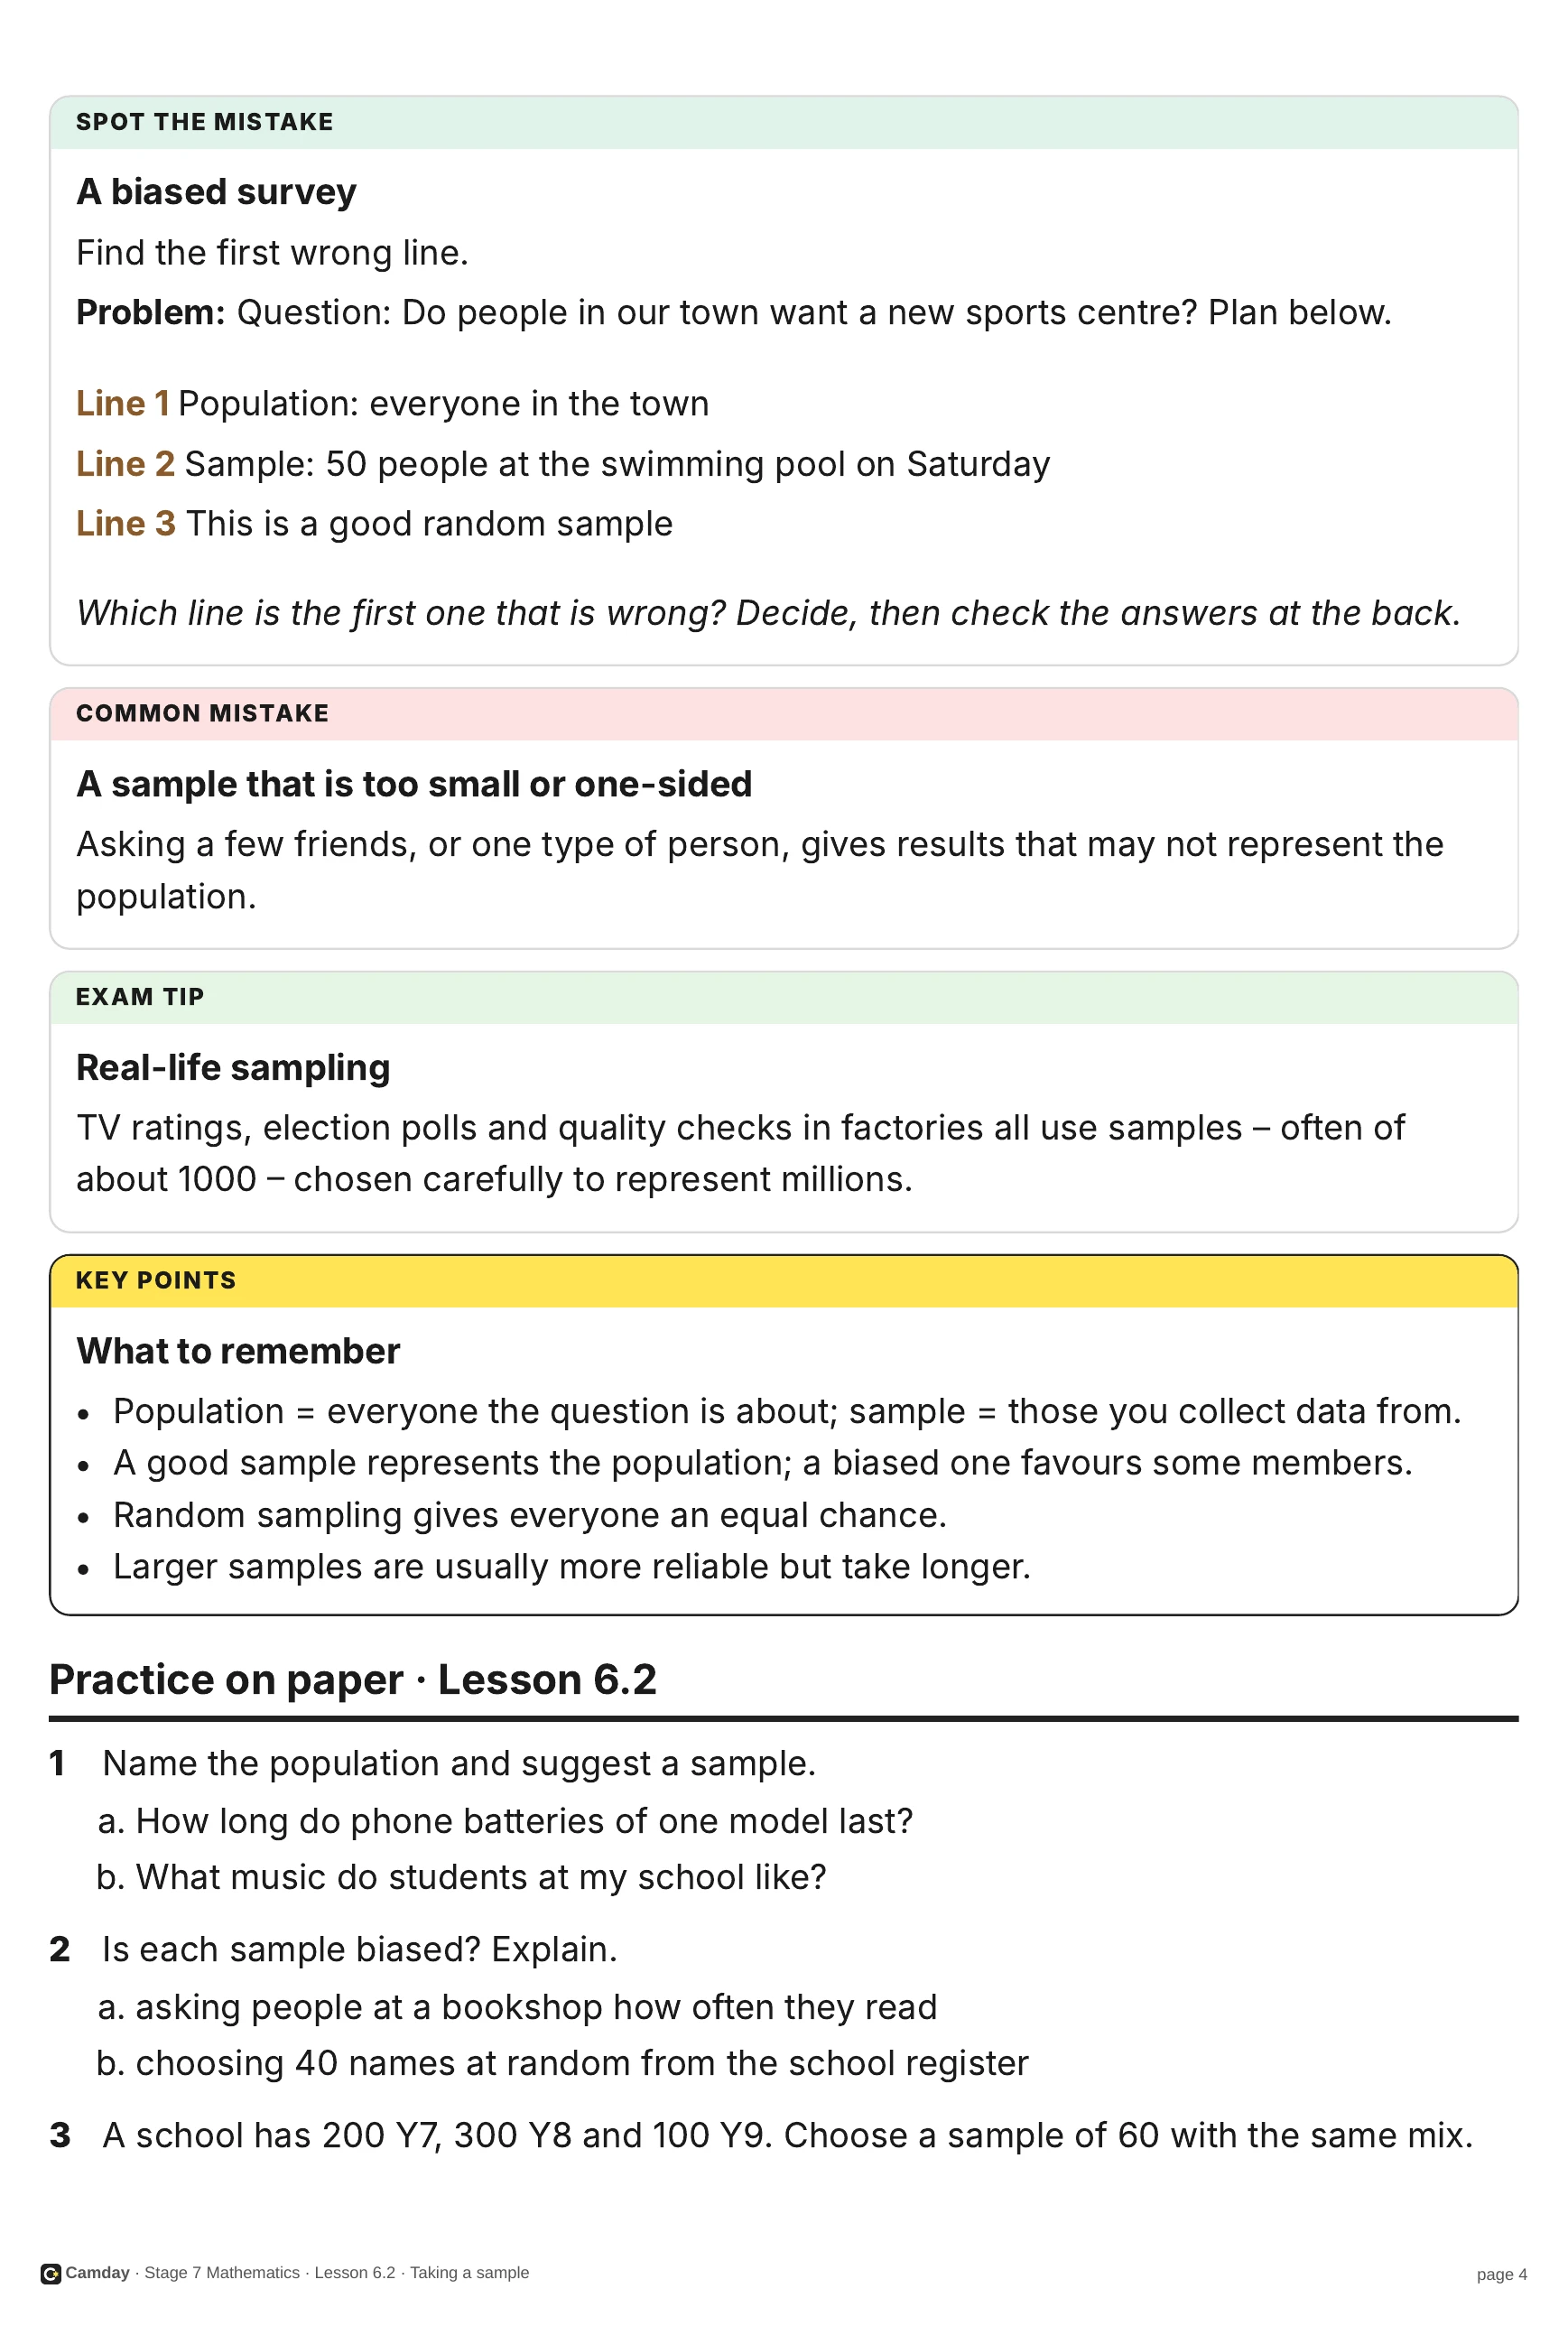 SPOT THE MISTAKE
A biased survey
Find the first wrong line.
Problem: Question: Do people in our town want a new sports centre? Plan below.
Line 1 Population: everyone in the town
Line 2 Sample: 50 people at the swimming pool on Saturday
Line 3 This is a good random sample
Which line is the first one that is wrong? Decide, then check the answers at the back.
COMMON MISTAKE
A sample that is too small or one-sided
Asking a few friends, or one type of person, gives results that may not represent the
population.
EXAM TIP
Real-life sampling
TV ratings, election polls and quality checks in factories all use samples – often of
about 1000 – chosen carefully to represent millions.
KEY POINTS
What to remember
• Population = everyone the question is about; sample = those you collect data from.
• A good sample represents the population; a biased one favours some members.
• Random sampling gives everyone an equal chance.
• Larger samples are usually more reliable but take longer.
Practice on paper · Lesson 6.2
1 Name the population and suggest a sample.
a. How long do phone batteries of one model last?
b. What music do students at my school like?
2 Is each sample biased? Explain.
a. asking people at a bookshop how often they read
b. choosing 40 names at random from the school register
3 A school has 200 Y7, 300 Y8 and 100 Y9. Choose a sample of 60 with the same mix.
Camday · Stage 7 Mathematics · Lesson 6.2 · Taking a sample
page 4